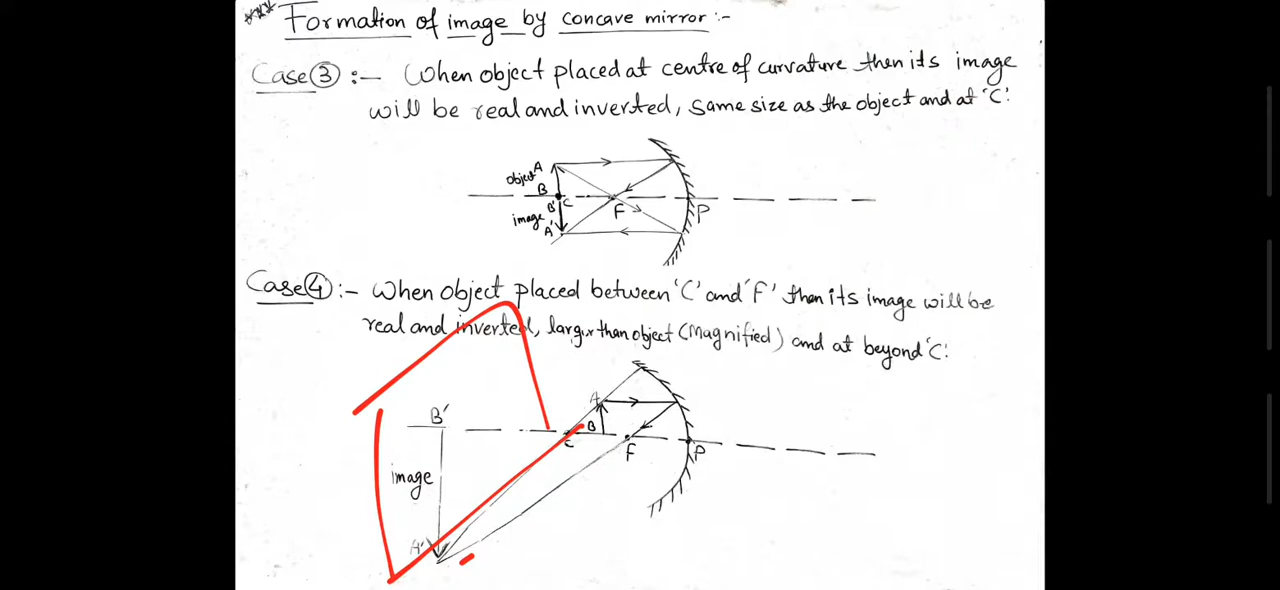 *** Formation of image by concave mirror :-
Case③ :- When object placed at centre of curvature then its image
will be real and inverted, same size as the object and at 'C'.
A
object
B
B' C
F
P
image
A'
Case④ :- When object placed between 'C' and 'F' then its image will be
real and inverted, larger than object (Magnified) and at beyond 'C'.
A
B'
B
C
F
P
image
A'